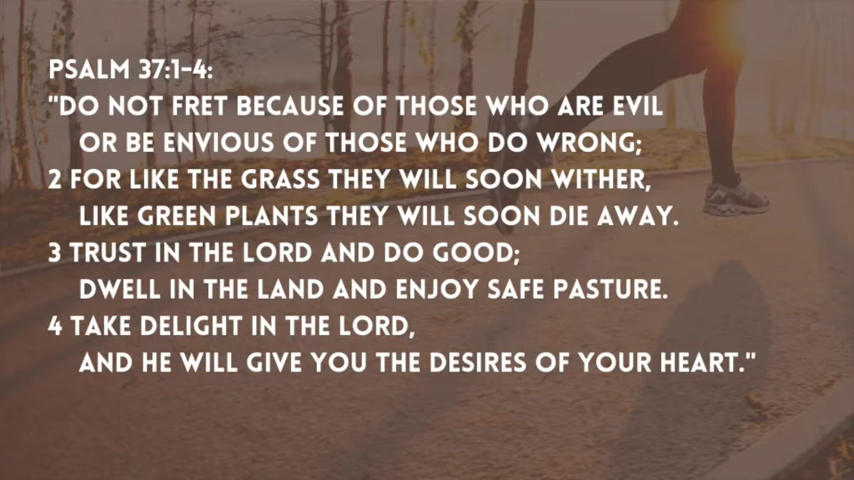 PSALM 37:1-4:
"DO NOT FRET BECAUSE OF THOSE WHO ARE EVIL
OR BE ENVIOUS OF THOSE WHO DO WRONG;
2 FOR LIKE THE GRASS THEY WILL SOON WITHER,
LIKE GREEN PLANTS THEY WILL SOON DIE AWAY.
3 TRUST IN THE LORD AND DO GOOD;
DWELL IN THE LAND AND ENJOY SAFE PASTURE.
4 TAKE DELIGHT IN THE LORD,
AND HE WILL GIVE YOU THE DESIRES OF YOUR HEART."